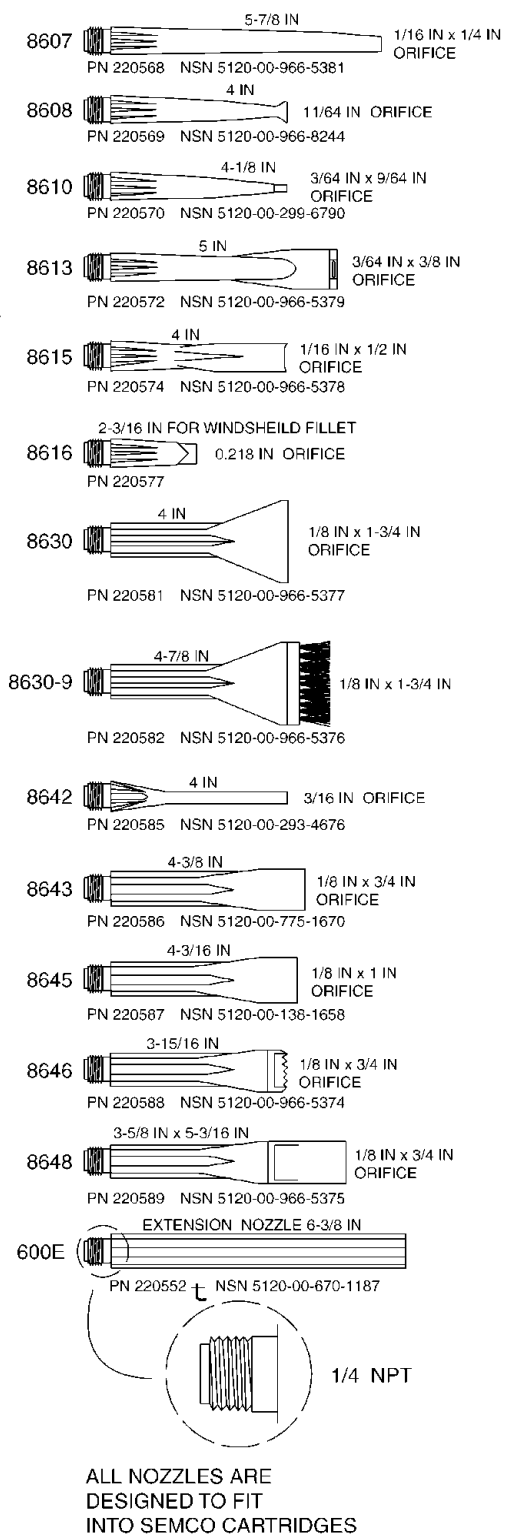 5-7/8 IN
8607
1/16 IN x 1/4 IN
ORIFICE
PN 220568 NSN 5120-00-966-5381
4 IN
8608
11/64 IN ORIFICE
PN 220569 NSN 5120-00-966-8244
4-1/8 IN
8610
3/64 IN x 9/64 IN
ORIFICE
PN 220570 NSN 5120-00-299-6790
5 IN
8613
3/64 IN x 3/8 IN
ORIFICE
PN 220572 NSN 5120-00-966-5379
4 IN
8615
1/16 IN x 1/2 IN
ORIFICE
PN 220574 NSN 5120-00-966-5378
2-3/16 IN FOR WINDSHEILD FILLET
8616
0.218 IN ORIFICE
PN 220577
4 IN
8630
1/8 IN x 1-3/4 IN
ORIFICE
PN 220581 NSN 5120-00-966-5377
4-7/8 IN
8630-9
1/8 IN x 1-3/4 IN
PN 220582 NSN 5120-00-966-5376
4 IN
8642
3/16 IN ORIFICE
PN 220585 NSN 5120-00-293-4676
4-3/8 IN
8643
1/8 IN x 3/4 IN
ORIFICE
PN 220586 NSN 5120-00-775-1670
4-3/16 IN
8645
1/8 IN x 1 IN
ORIFICE
PN 220587 NSN 5120-00-138-1658
3-15/16 IN
8646
1/8 IN x 3/4 IN
ORIFICE
PN 220588 NSN 5120-00-966-5374
3-5/8 IN x 5-3/16 IN
8648
1/8 IN x 3/4 IN
ORIFICE
PN 220589 NSN 5120-00-966-5375
EXTENSION NOZZLE 6-3/8 IN
600E
PN 220552 NSN 5120-00-670-1187
1/4 NPT
ALL NOZZLES ARE
DESIGNED TO FIT
INTO SEMCO CARTRIDGES